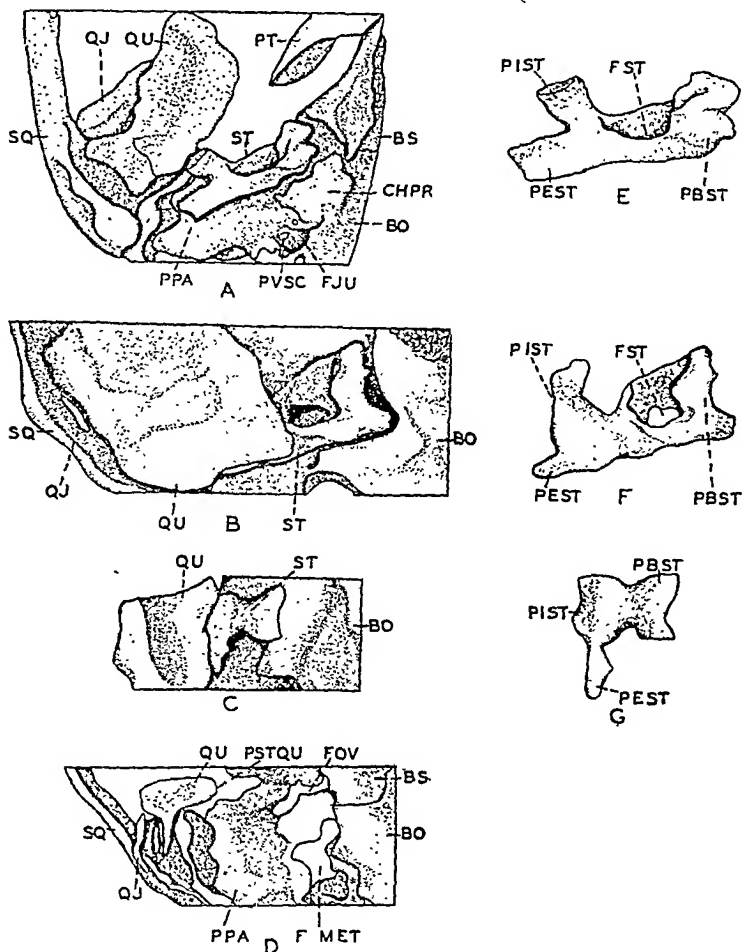 QJ QU PT
SQ ST BS
CHPR
BO
PPA PVSC FJU
A
PIST FST
PEST E PBST
SQ BO
QJ
QU B ST
PIST FST
PEST F PBST
QU ST
BO
C
PBST
PIST
PEST
G
QU PSTQU FOV
BS
SQ BO
QJ
PPA F MET
D